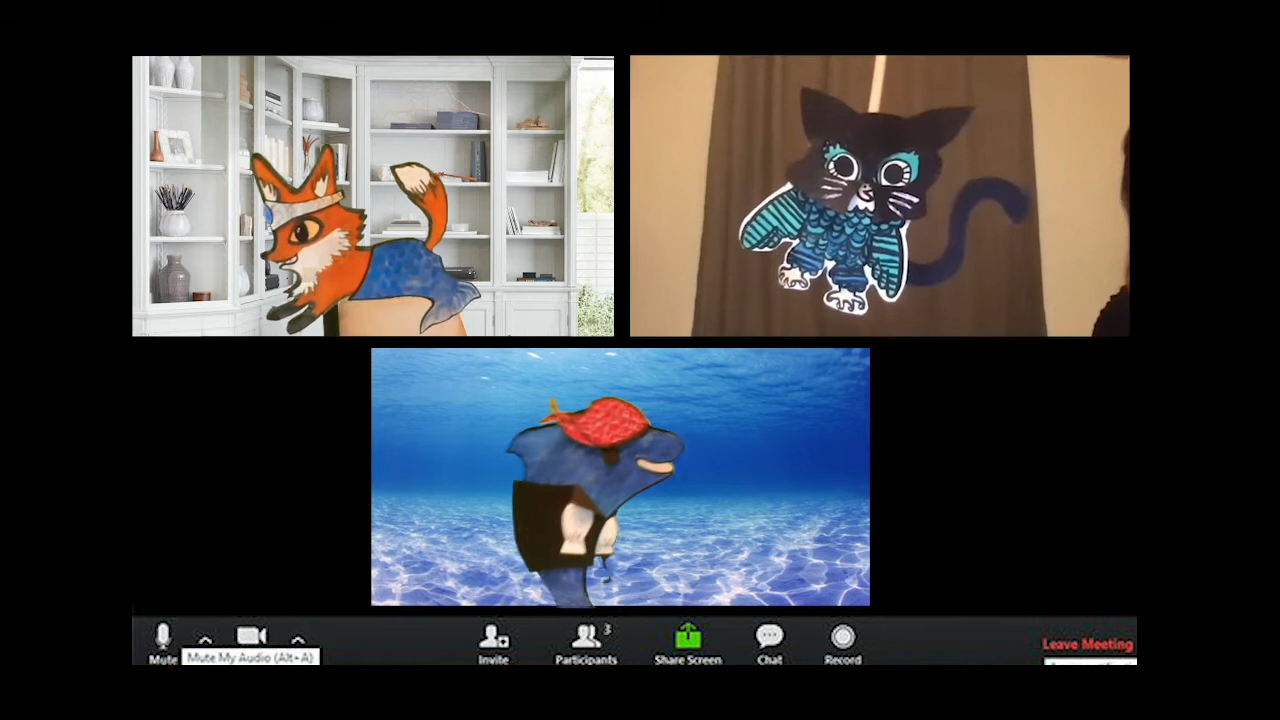 3
Mute
Mute My Audio (Alt+A)
Invite
Participants
Share Screen
Chat
Record
Leave Meeting